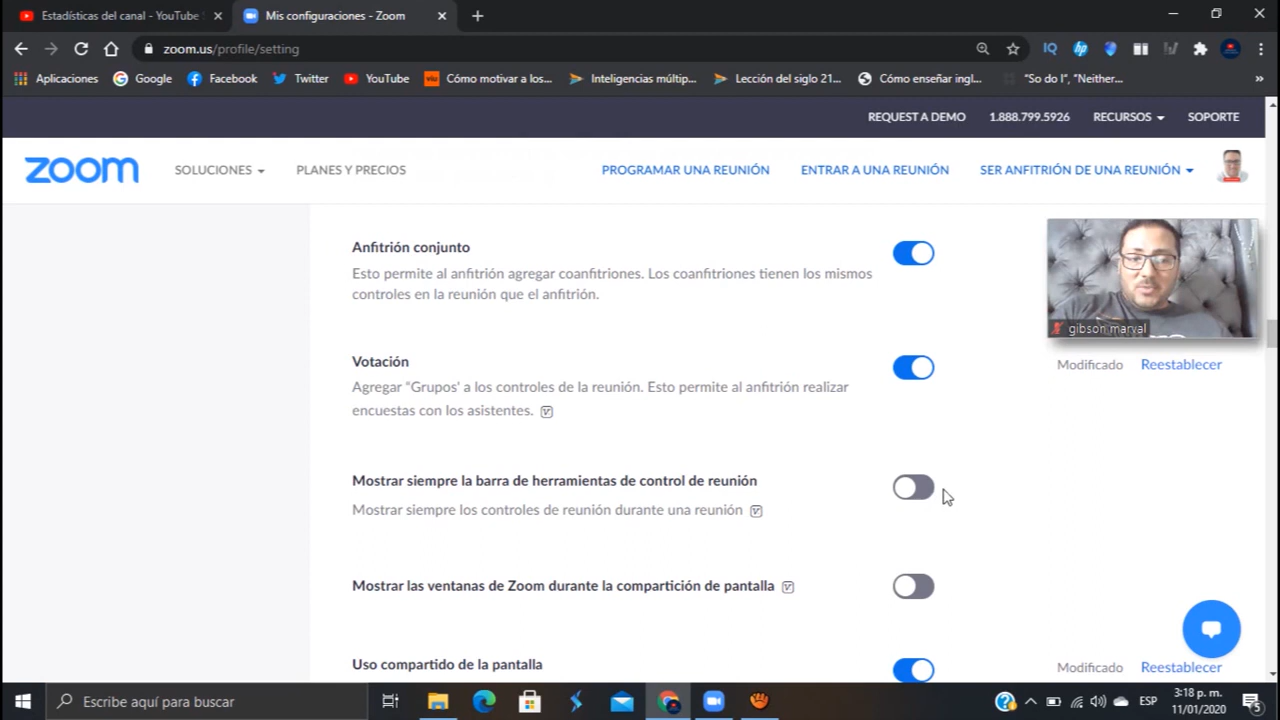 Estadísticas del canal - YouTube
Mis configuraciones - Zoom
zoom.us/profile/setting
Aplicaciones
Google
Facebook
Twitter
YouTube
Cómo motivar a los...
Inteligencias múltip...
Lección del siglo 21...
Cómo enseñar ingl...
"So do I", "Neither...
REQUEST A DEMO
1.888.799.5926
RECURSOS
SOPORTE
zoom
SOLUCIONES
PLANES Y PRECIOS
PROGRAMAR UNA REUNIÓN
ENTRAR A UNA REUNIÓN
SER ANFITRIÓN DE UNA REUNIÓN
Anfitrión conjunto
Esto permite al anfitrión agregar coanfitriones. Los coanfitriones tienen los mismos
controles en la reunión que el anfitrión.
gibson marval
Votación
Modificado Reestablecer
Agregar "Grupos' a los controles de la reunión. Esto permite al anfitrión realizar
encuestas con los asistentes.
Mostrar siempre la barra de herramientas de control de reunión
Mostrar siempre los controles de reunión durante una reunión
Mostrar las ventanas de Zoom durante la compartición de pantalla
Uso compartido de la pantalla
Modificado Reestablecer
Escribe aquí para buscar
ESP
3:18 p. m.
11/01/2020
5